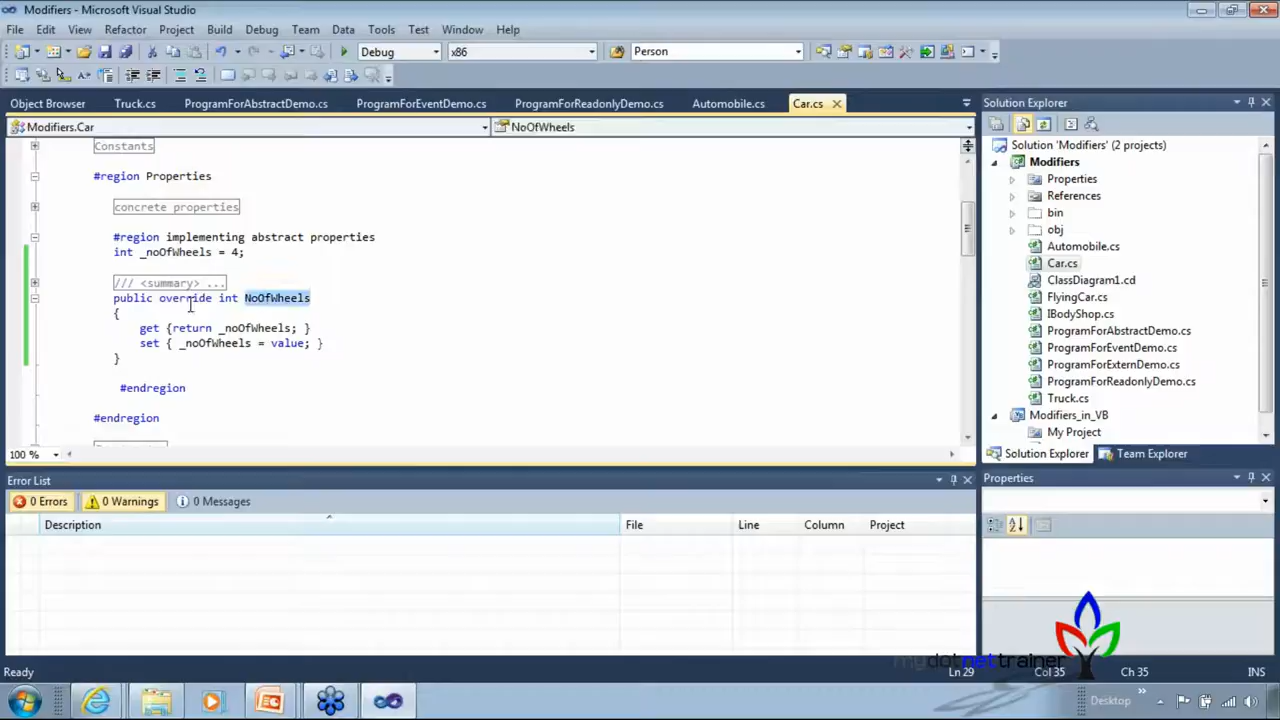 Modifiers - Microsoft Visual Studio
File Edit View Refactor Project Build Debug Team Data Tools Test Window Help
Debug x86 Person
Object Browser Truck.cs ProgramForAbstractDemo.cs ProgramForEventDemo.cs ProgramForReadonlyDemo.cs Automobile.cs Car.cs
Modifiers.Car NoOfWheels
Constants
#region Properties
concrete properties
#region implementing abstract properties
int _noOfWheels = 4;
/// <summary> ...
public override int NoOfWheels
{
get {return _noOfWheels; }
set { _noOfWheels = value; }
}
#endregion
#endregion
100 %
Solution Explorer
Solution 'Modifiers' (2 projects)
Modifiers
Properties
References
bin
obj
Automobile.cs
Car.cs
ClassDiagram1.cd
FlyingCar.cs
IBodyShop.cs
ProgramForAbstractDemo.cs
ProgramForEventDemo.cs
ProgramForExternDemo.cs
ProgramForReadonlyDemo.cs
Truck.cs
Modifiers_in_VB
My Project
Solution Explorer Team Explorer
Error List
0 Errors 0 Warnings 0 Messages
Description File Line Column Project
Properties
mydotnettrainer
Ready Ln 29 Col 35 Ch 35 INS
Desktop